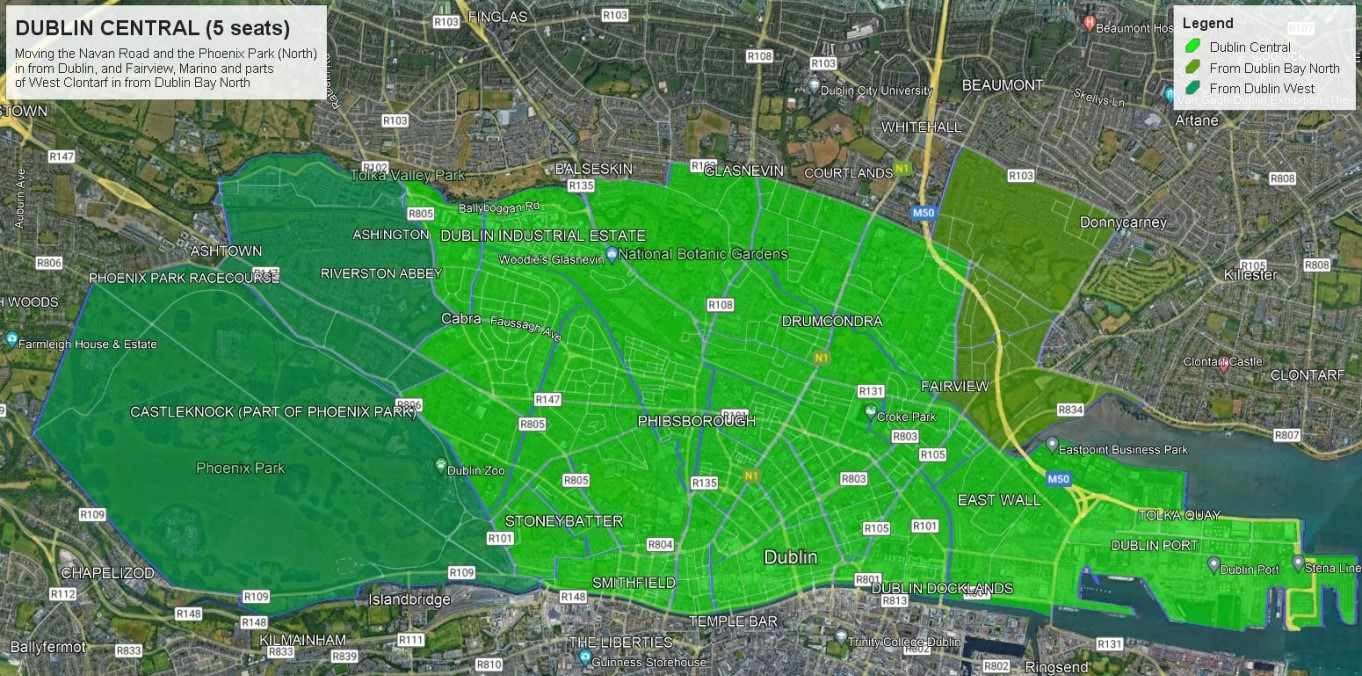 DUBLIN CENTRAL (5 seats)
Moving the Navan Road and the Phoenix Park (North)
in from Dublin, and Fairview, Marino and parts
of West Clontarf in from Dublin Bay North
Legend
Dublin Central
From Dublin Bay North
From Dublin West
FINGLAS
R103
R103
R108
R103
Beaumont Hosp
R107
Dublin City University
BEAUMONT
Skellys Ln
Artane
STOWN
R103
WHITEHALL
R147
R102
Tolka Valley Park
BALSESKIN
R135
GLASNEVIN
COURTLANDS
N1
R103
R808
Auburn Ave
R805
Ballyboggan Rd
M50
Donnycarney
ASHTOWN
ASHINGTON
DUBLIN INDUSTRIAL ESTATE
Woodie's Glasnevin
National Botanic Gardens
R806
PHOENIX PARK RACECOURSE
RIVERSTON ABBEY
R105
R808
Killester
H WOODS
R108
Cabra
Faussagh Ave
DRUMCONDRA
Farmleigh House & Estate
N1
Clontarf Castle
CLONTARF
R131
FAIRVIEW
R147
CASTLEKNOCK (PART OF PHOENIX PARK)
R806
R805
PHIBSBOROUGH
Croke Park
R834
R803
R807
R105
Eastpoint Business Park
Phoenix Park
Dublin Zoo
R805
R135
N1
R803
M50
EAST WALL
R109
STONEYBATTER
R105
R101
TOLKA QUAY
R101
R804
DUBLIN PORT
Dublin
CHAPELIZOD
R109
R112
R109
Islandbridge
R148
SMITHFIELD
R801
R813
DUBLIN DOCKLANDS
Dublin Port
Stena Line
R148
R148
TEMPLE BAR
KILMAINHAM
R111
THE LIBERTIES
Trinity College Dublin
R131
Ballyfermot
R833
R833
R839
R810
Guinness Storehouse
R802
Ringsend